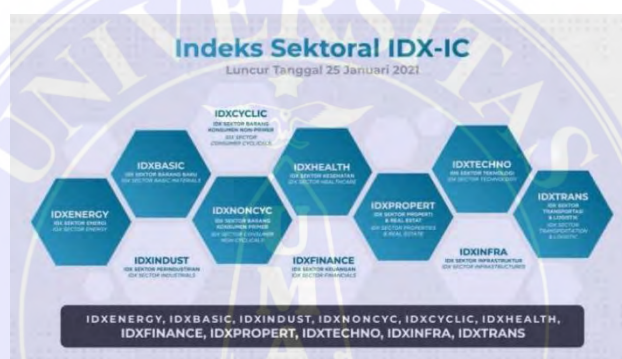 Indeks Sektoral IDX-IC
Luncur Tanggal 25 Januari 2021
IDXCYCLIC
IDX SEKTOR BARANG
KONSUMEN NON-PRIMER
IDX SECTOR
CONSUMER CYCLICALS
IDXBASIC
IDX SEKTOR BARANG BAKU
IDX SECTOR BASIC MATERIALS
IDXHEALTH
IDX SEKTOR KESEHATAN
IDX SECTOR HEALTHCARE
IDXTECHNO
IDX SEKTOR TEKNOLOGI
IDX SECTOR TECHNOLOGY
IDXENERGY
IDX SEKTOR ENERGI
IDX SECTOR ENERGY
IDXNONCYC
IDX SEKTOR BARANG
KONSUMEN PRIMER
IDX SECTOR CONSUMER
NON-CYCLICALS
IDXPROPERT
IDX SEKTOR PROPERTI
& REAL ESTAT
IDX SECTOR PROPERTIES
& REAL ESTATE
IDXTRANS
IDX SEKTOR
TRANSPORTASI
& LOGISTIK
IDX SECTOR
TRANSPORTATION
& LOGISTIC
IDXINDUST
IDX SEKTOR PERINDUSTRIAN
IDX SECTOR INDUSTRIALS
IDXFINANCE
IDX SEKTOR KEUANGAN
IDX SECTOR FINANCIALS
IDXINFRA
IDX SEKTOR INFRASTRUKTUR
IDX SECTOR INFRASTRUCTURES
IDXENERGY, IDXBASIC, IDXINDUST, IDXNONCYC, IDXCYCLIC, IDXHEALTH,
IDXFINANCE, IDXPROPERT, IDXTECHNO, IDXINFRA, IDXTRANS